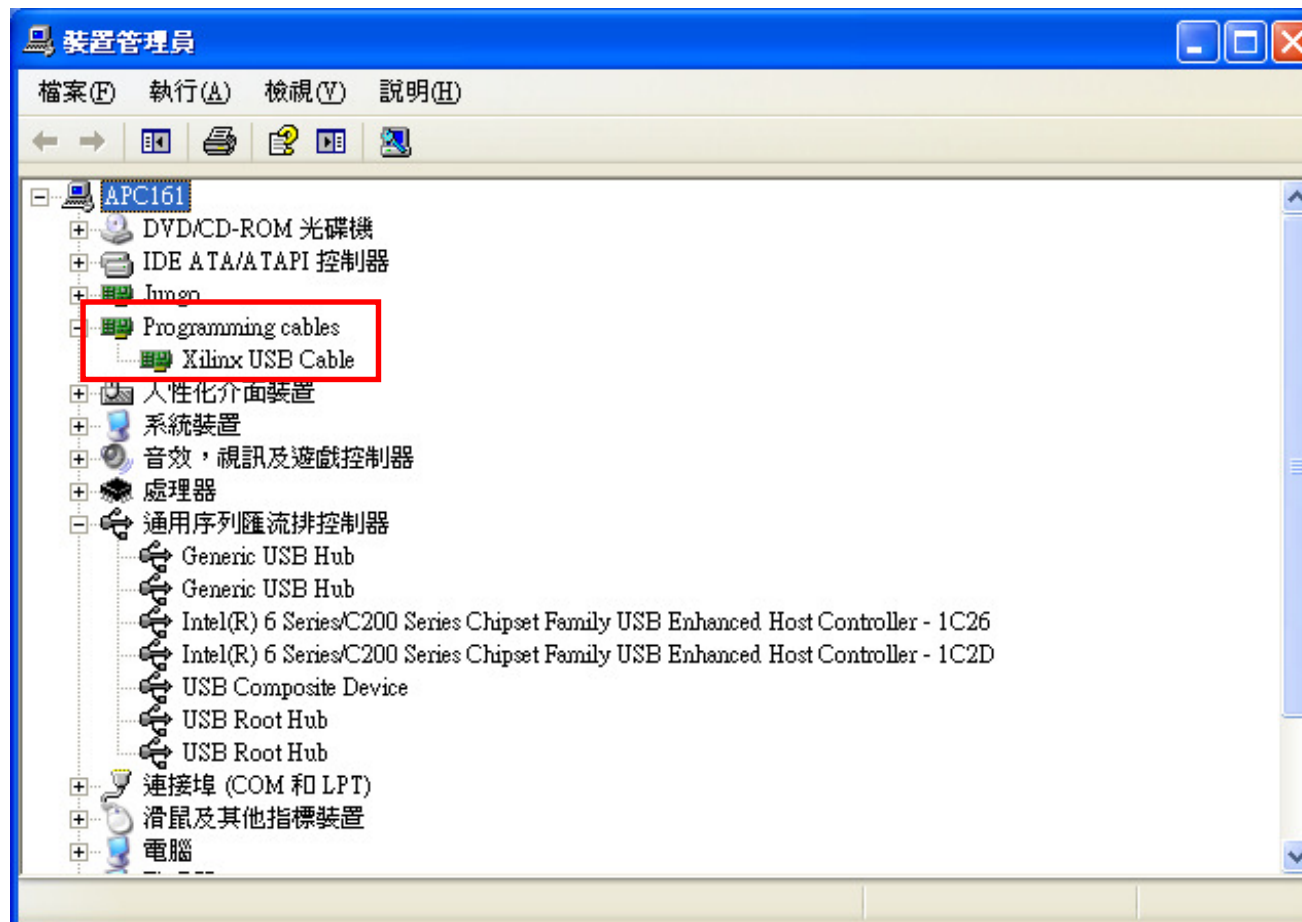 裝置管理員
檔案(F) 執行(A) 檢視(V) 說明(H)
APC161
DVD/CD-ROM 光碟機
IDE ATA/ATAPI 控制器
Jungo
Programming cables
Xilinx USB Cable
人性化介面裝置
系統裝置
音效，視訊及遊戲控制器
處理器
通用序列匯流排控制器
Generic USB Hub
Generic USB Hub
Intel(R) 6 Series/C200 Series Chipset Family USB Enhanced Host Controller - 1C26
Intel(R) 6 Series/C200 Series Chipset Family USB Enhanced Host Controller - 1C2D
USB Composite Device
USB Root Hub
USB Root Hub
連接埠 (COM 和 LPT)
滑鼠及其他指標裝置
電腦